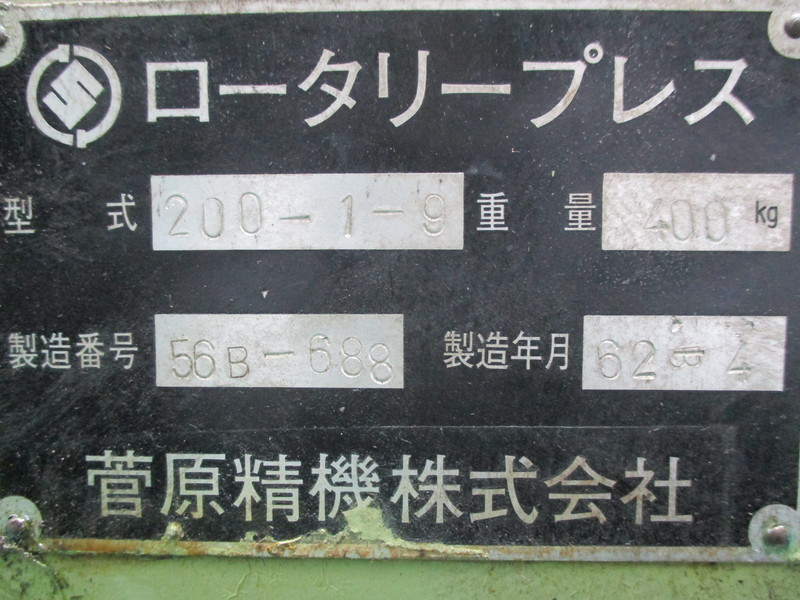 ロータリープレス
型式 200-1-9 重量 400 kg
製造番号 56B-688 製造年月 62-4
菅原精機株式会社